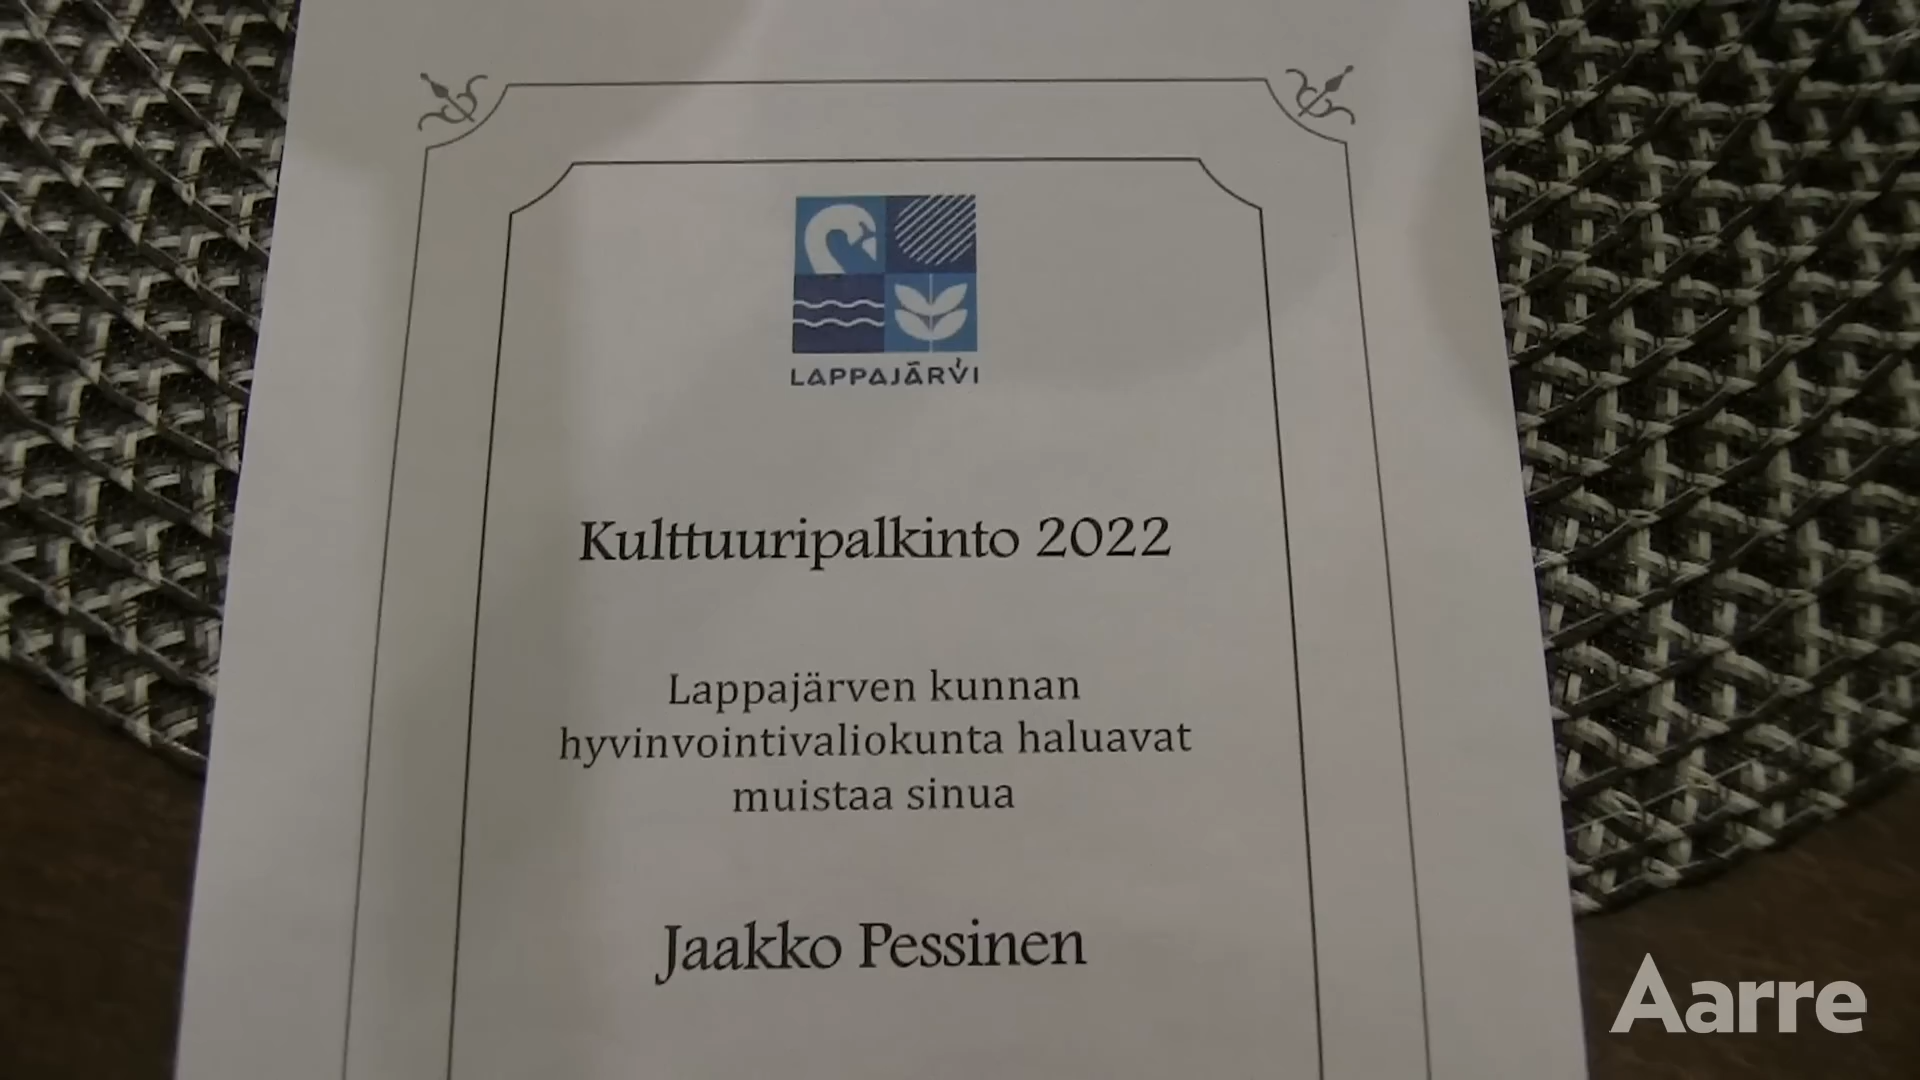 LAPPAJÄRVI
Kulttuuripalkinto 2022
Lappajärven kunnan
hyvinvointivaliokunta haluavat
muistaa sinua
Jaakko Pessinen
Aarre